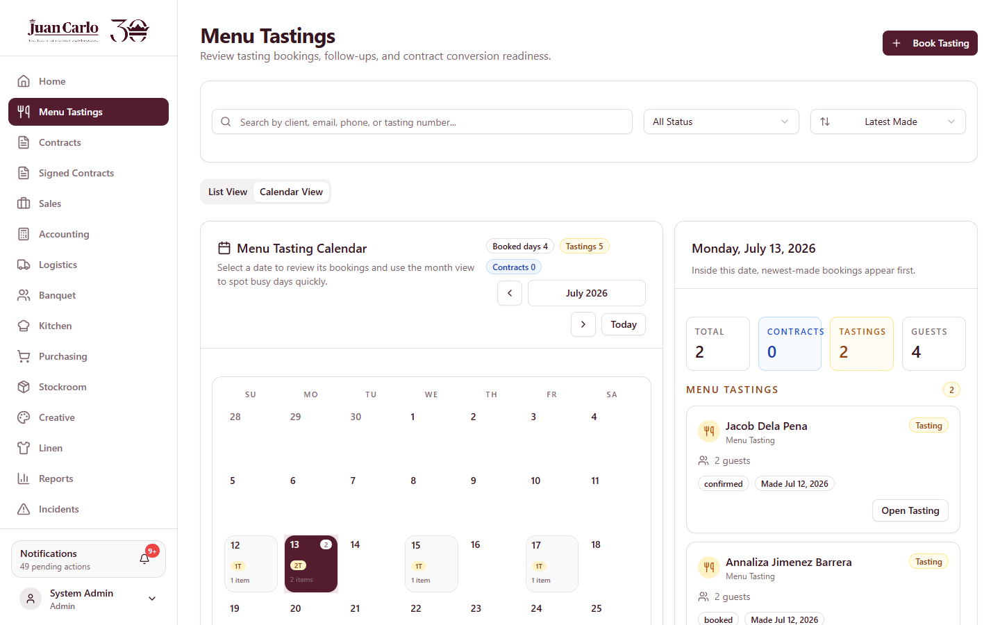 Juan Carlo 30
Home
Menu Tastings
Contracts
Signed Contracts
Sales
Accounting
Logistics
Banquet
Kitchen
Purchasing
Stockroom
Creative
Linen
Reports
Incidents
Notifications
49 pending actions
9+
System Admin
Admin
Menu Tastings
Review tasting bookings, follow-ups, and contract conversion readiness.
Book Tasting
Search by client, email, phone, or tasting number...
All Status
Latest Made
List View
Calendar View
Menu Tasting Calendar
Select a date to review its bookings and use the month view
to spot busy days quickly.
Booked days 4
Tastings 5
Contracts 0
July 2026
Today
SU MO TU WE TH FR SA
28 29 30 1 2 3 4
5 6 7 8 9 10 11
12 13 2 14 15 16 17 18
1T 2T 1T 1T
1 item 2 items 1 item 1 item
19 20 21 22 23 24 25
Monday, July 13, 2026
Inside this date, newest-made bookings appear first.
TOTAL CONTRACTS TASTINGS GUESTS
2 0 2 4
MENU TASTINGS 2
Jacob Dela Pena
Tasting
Menu Tasting
2 guests
confirmed
Made Jul 12, 2026
Open Tasting
Annaliza Jimenez Barrera
Tasting
Menu Tasting
2 guests
booked
Made Jul 12, 2026